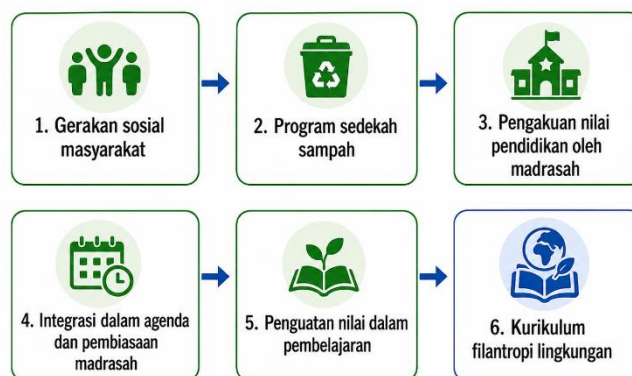 1. Gerakan sosial
masyarakat
2. Program sedekah
sampah
3. Pengakuan nilai
pendidikan oleh
madrasah
4. Integrasi dalam agenda
dan pembiasaan
madrasah
5. Penguatan nilai dalam
pembelajaran
6. Kurikulum
filantropi lingkungan